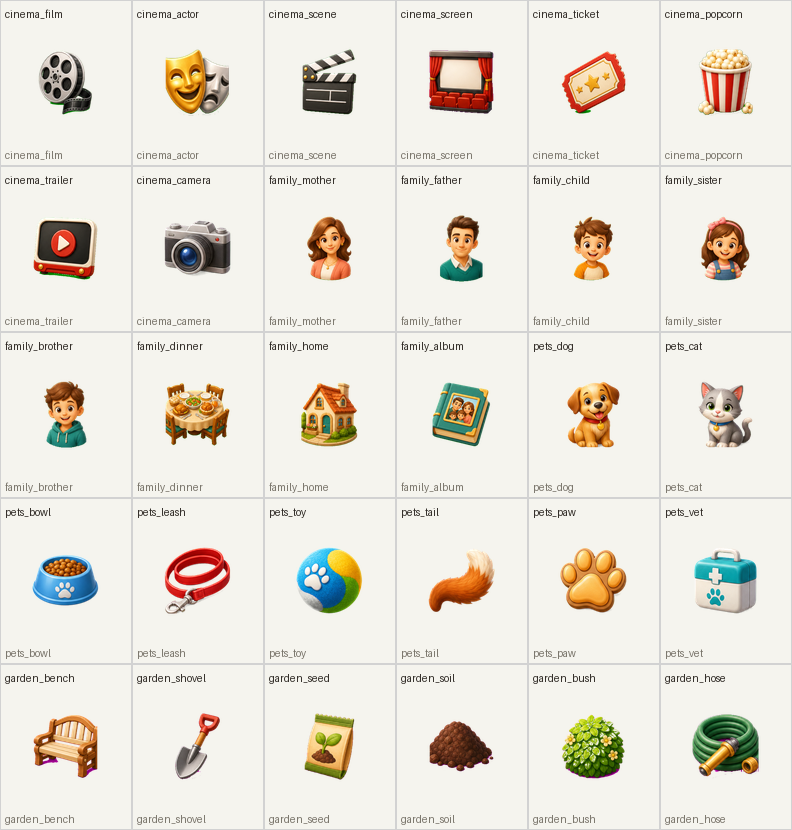 cinema_film cinema_actor cinema_scene cinema_screen cinema_ticket cinema_popcorn
cinema_film cinema_actor cinema_scene cinema_screen cinema_ticket cinema_popcorn
cinema_trailer cinema_camera family_mother family_father family_child family_sister
cinema_trailer cinema_camera family_mother family_father family_child family_sister
family_brother family_dinner family_home family_album pets_dog pets_cat
family_brother family_dinner family_home family_album pets_dog pets_cat
pets_bowl pets_leash pets_toy pets_tail pets_paw pets_vet
pets_bowl pets_leash pets_toy pets_tail pets_paw pets_vet
garden_bench garden_shovel garden_seed garden_soil garden_bush garden_hose
garden_bench garden_shovel garden_seed garden_soil garden_bush garden_hose